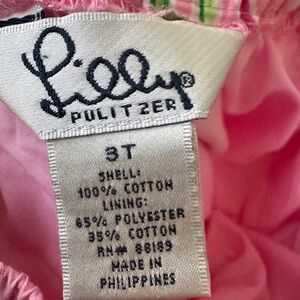 Lilly®
PULITZER
3T
SHELL:
100% COTTON
LINING:
65% POLYESTER
35% COTTON
RN# 88189
MADE IN
PHILIPPINES